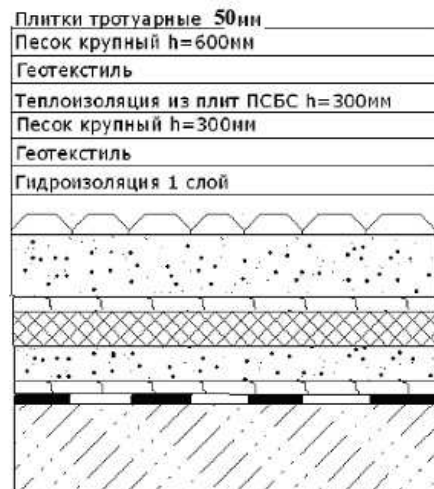 Плитки тротуарные 50мм
Песок крупный h=600мм
Геотекстиль
Теплоизоляция из плит ПСБС h=300мм
Песок крупный h=300мм
Геотекстиль
Гидроизоляция 1 слой